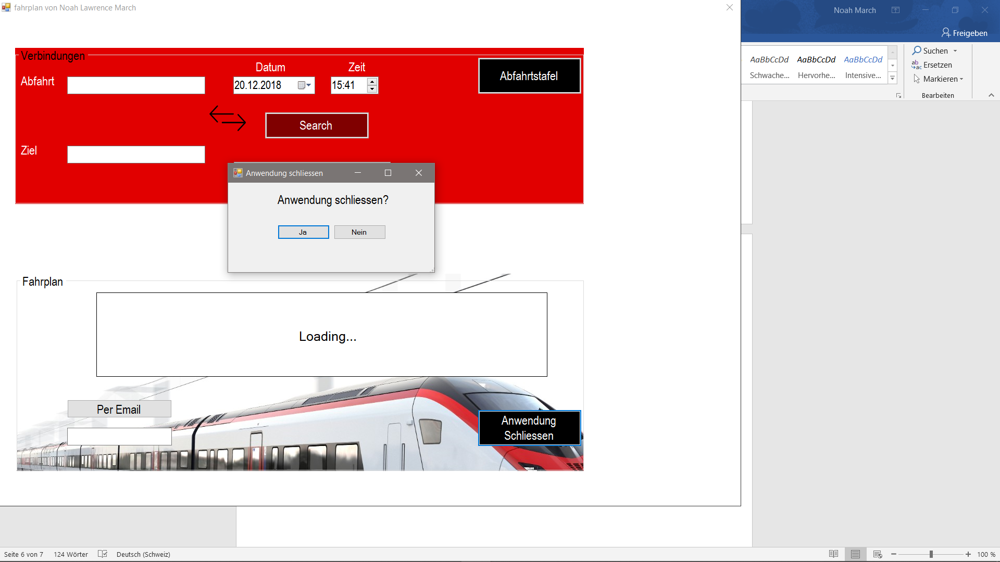 fahrplan von Noah Lawrence March
Noah March
Freigeben
AaBbCcDd AaBbCcDd AaBbCcDd
Schwache... Hervorhe... Intensive...
Suchen
Ersetzen
Markieren
Bearbeiten
Verbindungen
Datum Zeit
Abfahrt
20.12.2018 15:41
Abfahrtstafel
Search
Ziel
Anwendung schliessen
Anwendung schliessen?
Ja Nein
Fahrplan
Loading...
Per Email
Anwendung
Schliessen
Seite 6 von 7 124 Wörter Deutsch (Schweiz) 100 %